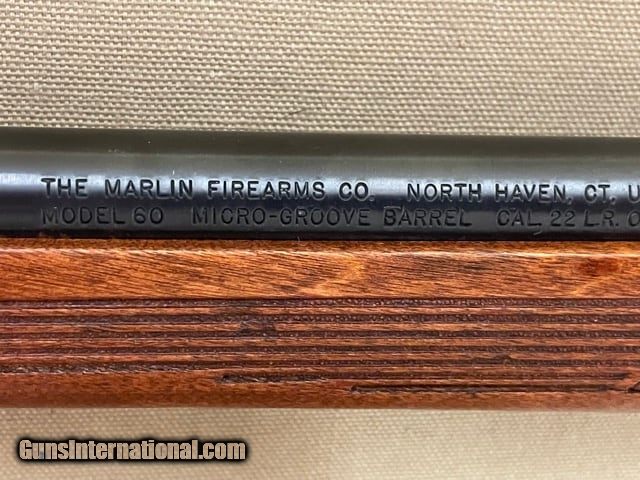 THE MARLIN FIREARMS CO. NORTH HAVEN, CT. U
MODEL 60 MICRO-GROOVE BARREL CAL. 22 L.R. O
GunsInternational.com